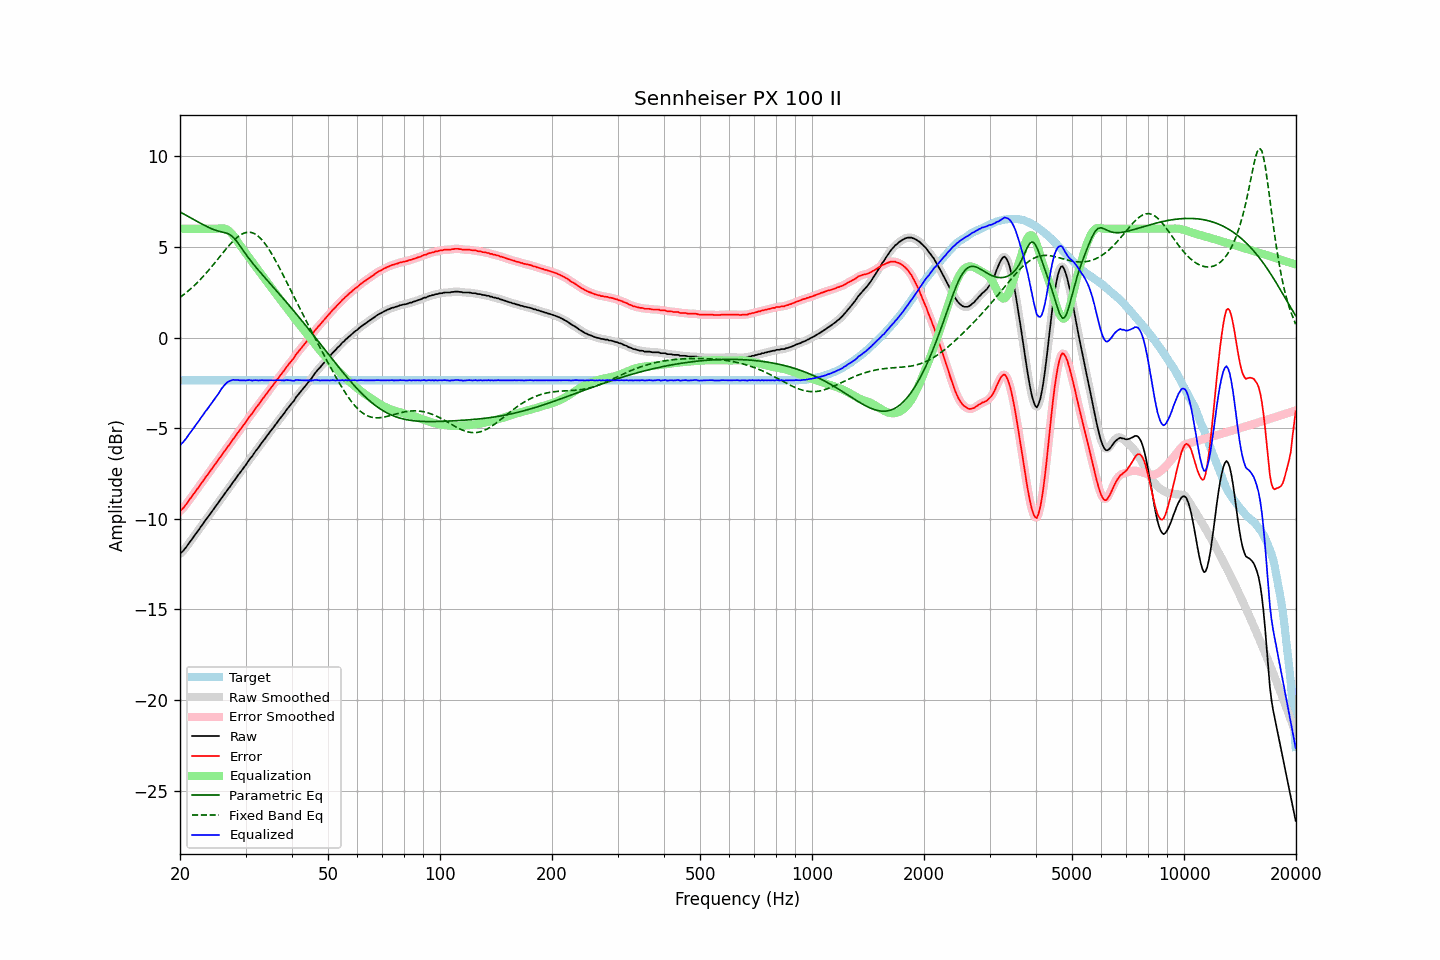 Sennheiser PX 100 II
10
5
0
−5
−10
−15
−20
−25
Amplitude (dBr)
Target
Raw Smoothed
Error Smoothed
Raw
Error
Equalization
Parametric Eq
Fixed Band Eq
Equalized
20 50 100 200 500 1000 2000 5000 10000 20000
Frequency (Hz)